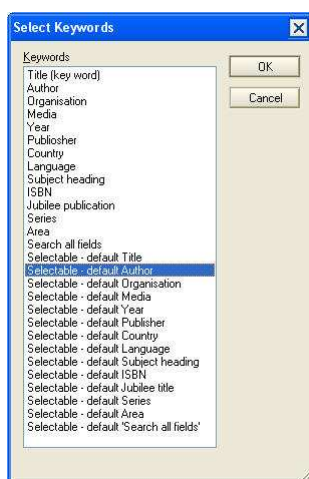 Select Keywords
Keywords
OK
Cancel
Title (key word)
Author
Organisation
Media
Year
Publiosher
Country
Language
Subject heading
ISBN
Jubilee publication
Series
Area
Search all fields
Selectable - default Title
Selectable - default Author
Selectable - default Organisation
Selectable - default Media
Selectable - default Year
Selectable - default Publisher
Selectable - default Country
Selectable - default Language
Selectable - default Subject heading
Selectable - default ISBN
Selectable - default Jubilee title
Selectable - default Series
Selectable - default Area
Selectable - default 'Search all fields'